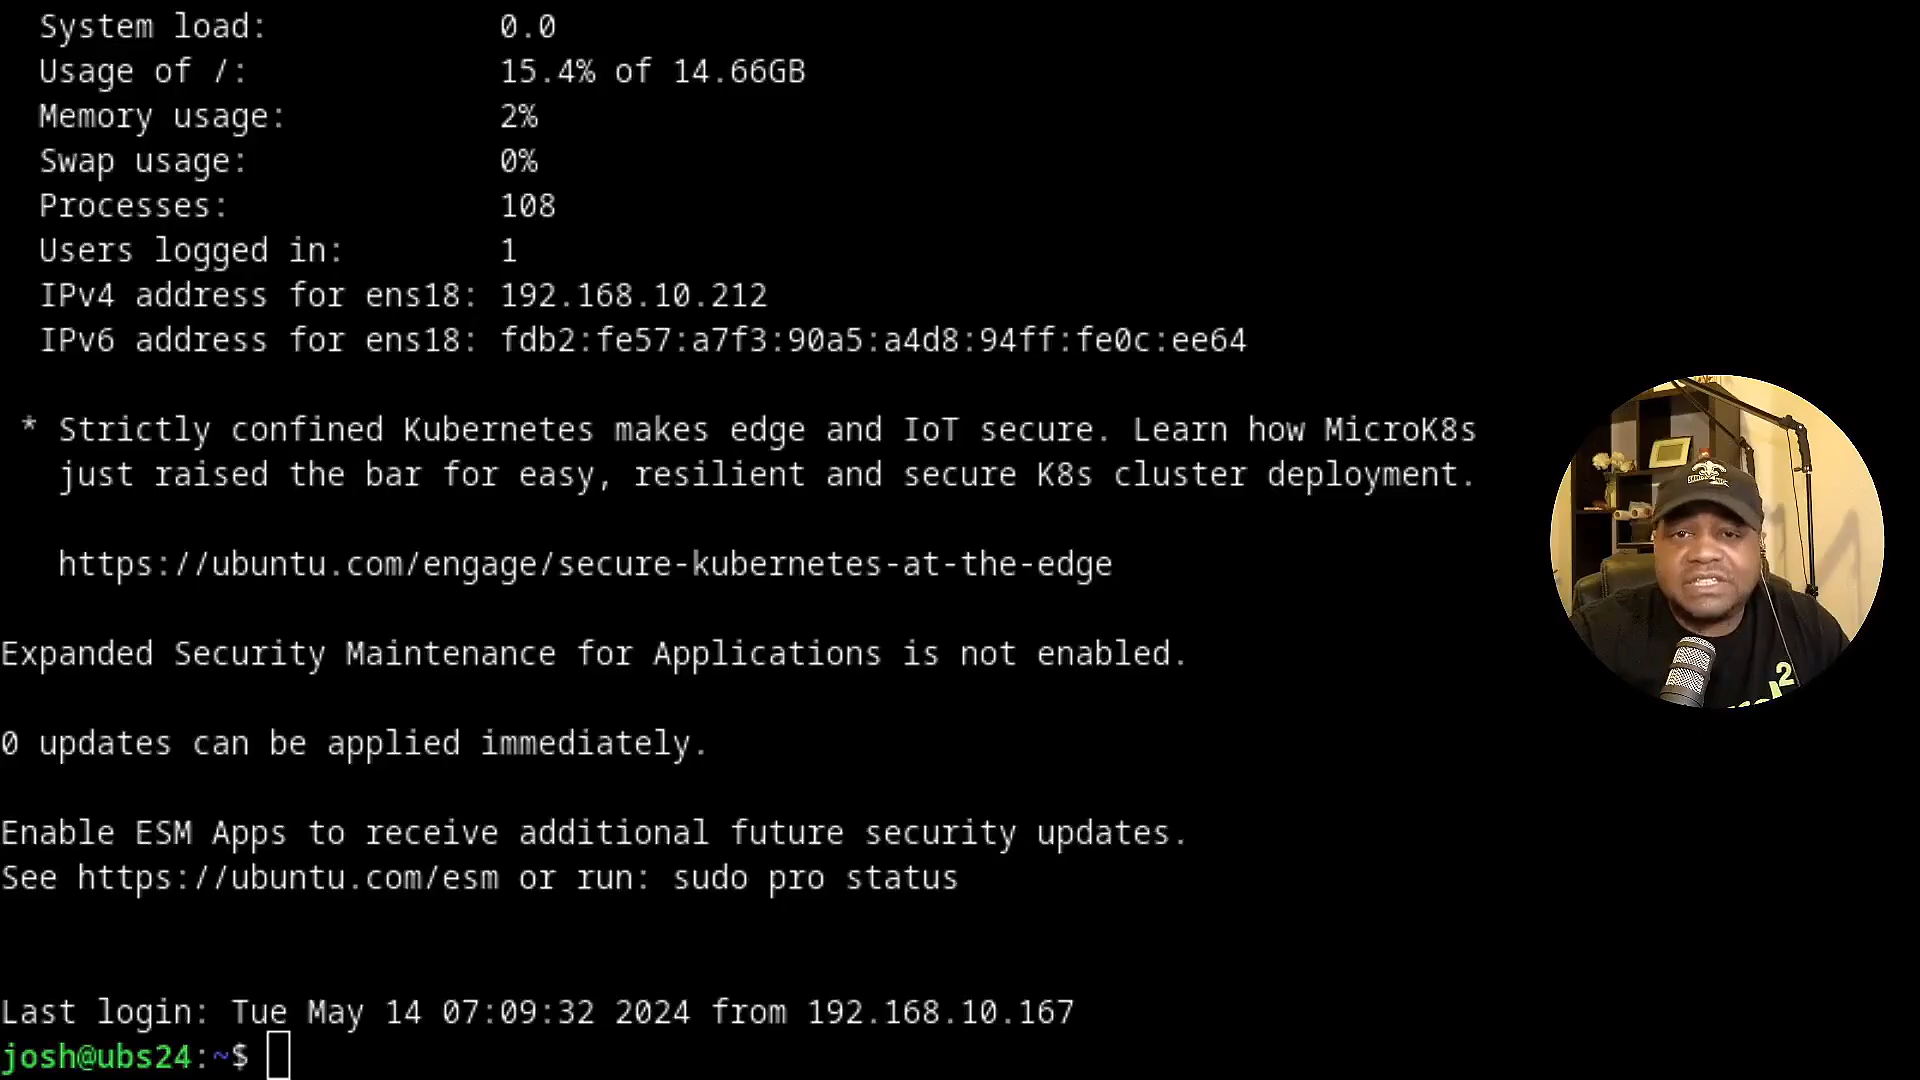 System load: 0.0
Usage of /: 15.4% of 14.66GB
Memory usage: 2%
Swap usage: 0%
Processes: 108
Users logged in: 1
IPv4 address for ens18: 192.168.10.212
IPv6 address for ens18: fdb2:fe57:a7f3:90a5:a4d8:94ff:fe0c:ee64
* Strictly confined Kubernetes makes edge and IoT secure. Learn how MicroK8s
just raised the bar for easy, resilient and secure K8s cluster deployment.
https://ubuntu.com/engage/secure-kubernetes-at-the-edge
Expanded Security Maintenance for Applications is not enabled.
0 updates can be applied immediately.
Enable ESM Apps to receive additional future security updates.
See https://ubuntu.com/esm or run: sudo pro status
Last login: Tue May 14 07:09:32 2024 from 192.168.10.167
josh@ubs24:~$